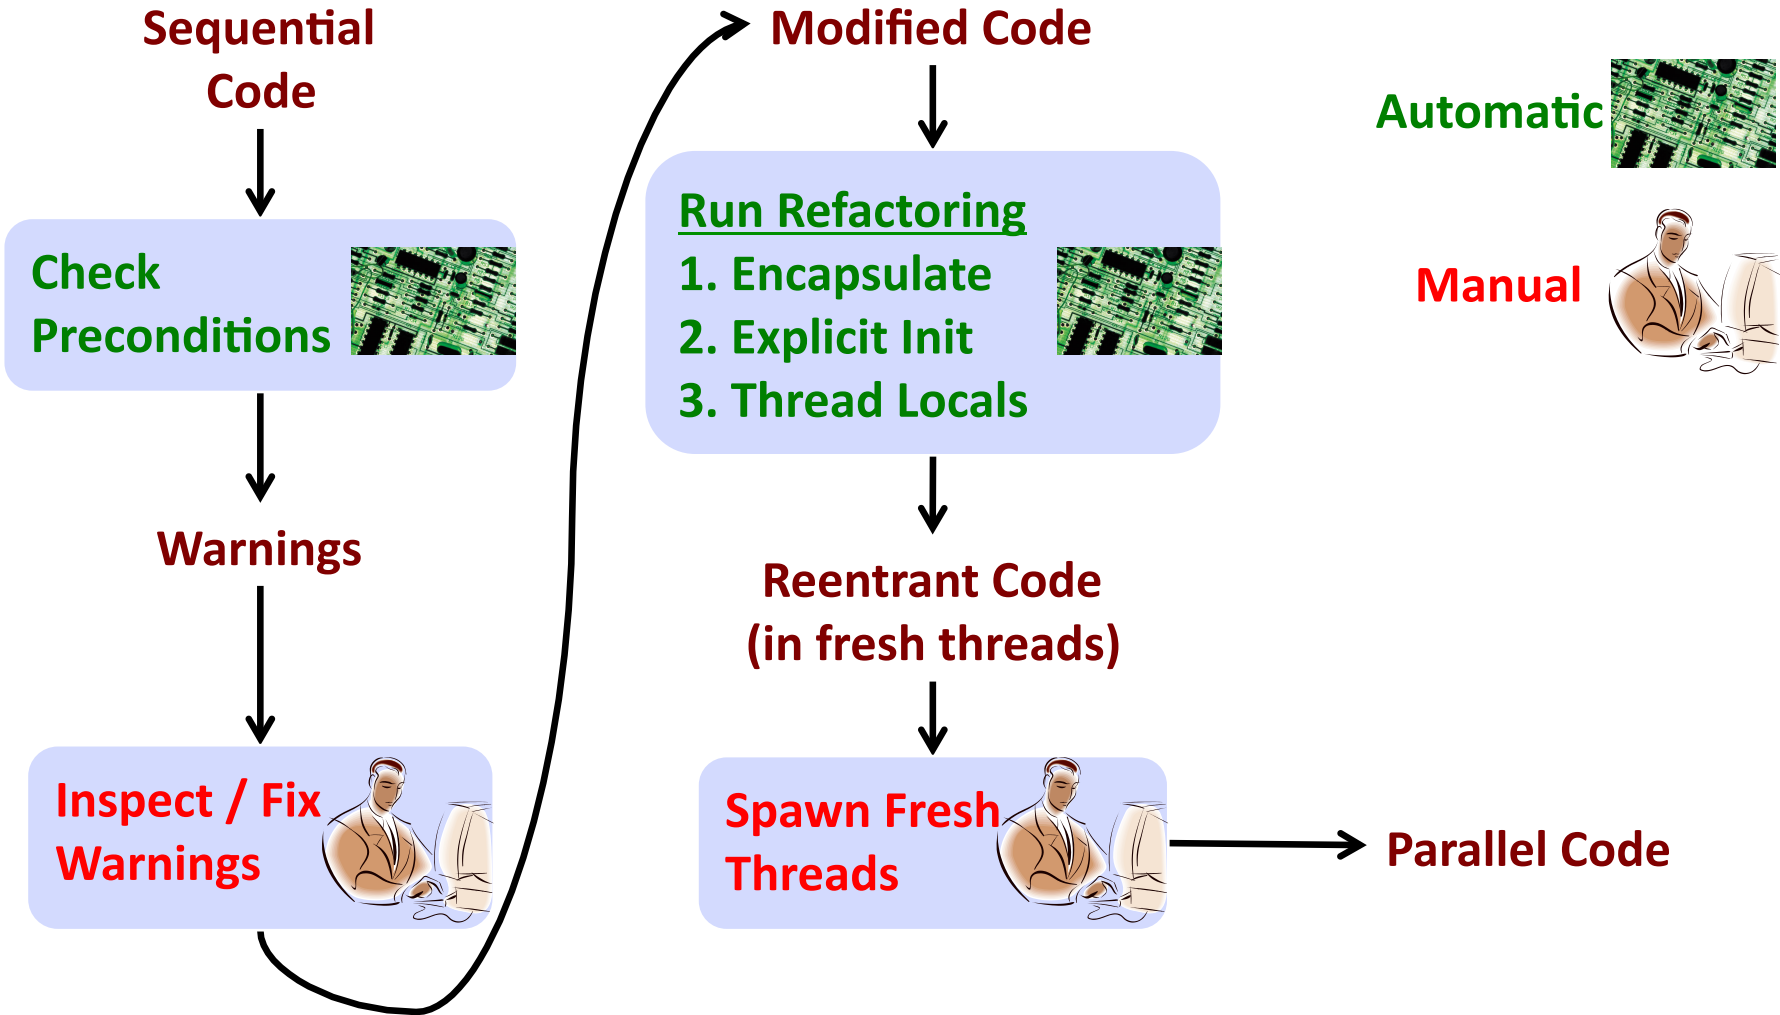 Sequential
Code
Check
Preconditions
Warnings
Inspect / Fix
Warnings
Modified Code
Run Refactoring
1. Encapsulate
2. Explicit Init
3. Thread Locals
Reentrant Code
(in fresh threads)
Spawn Fresh
Threads
Parallel Code
Automatic
Manual